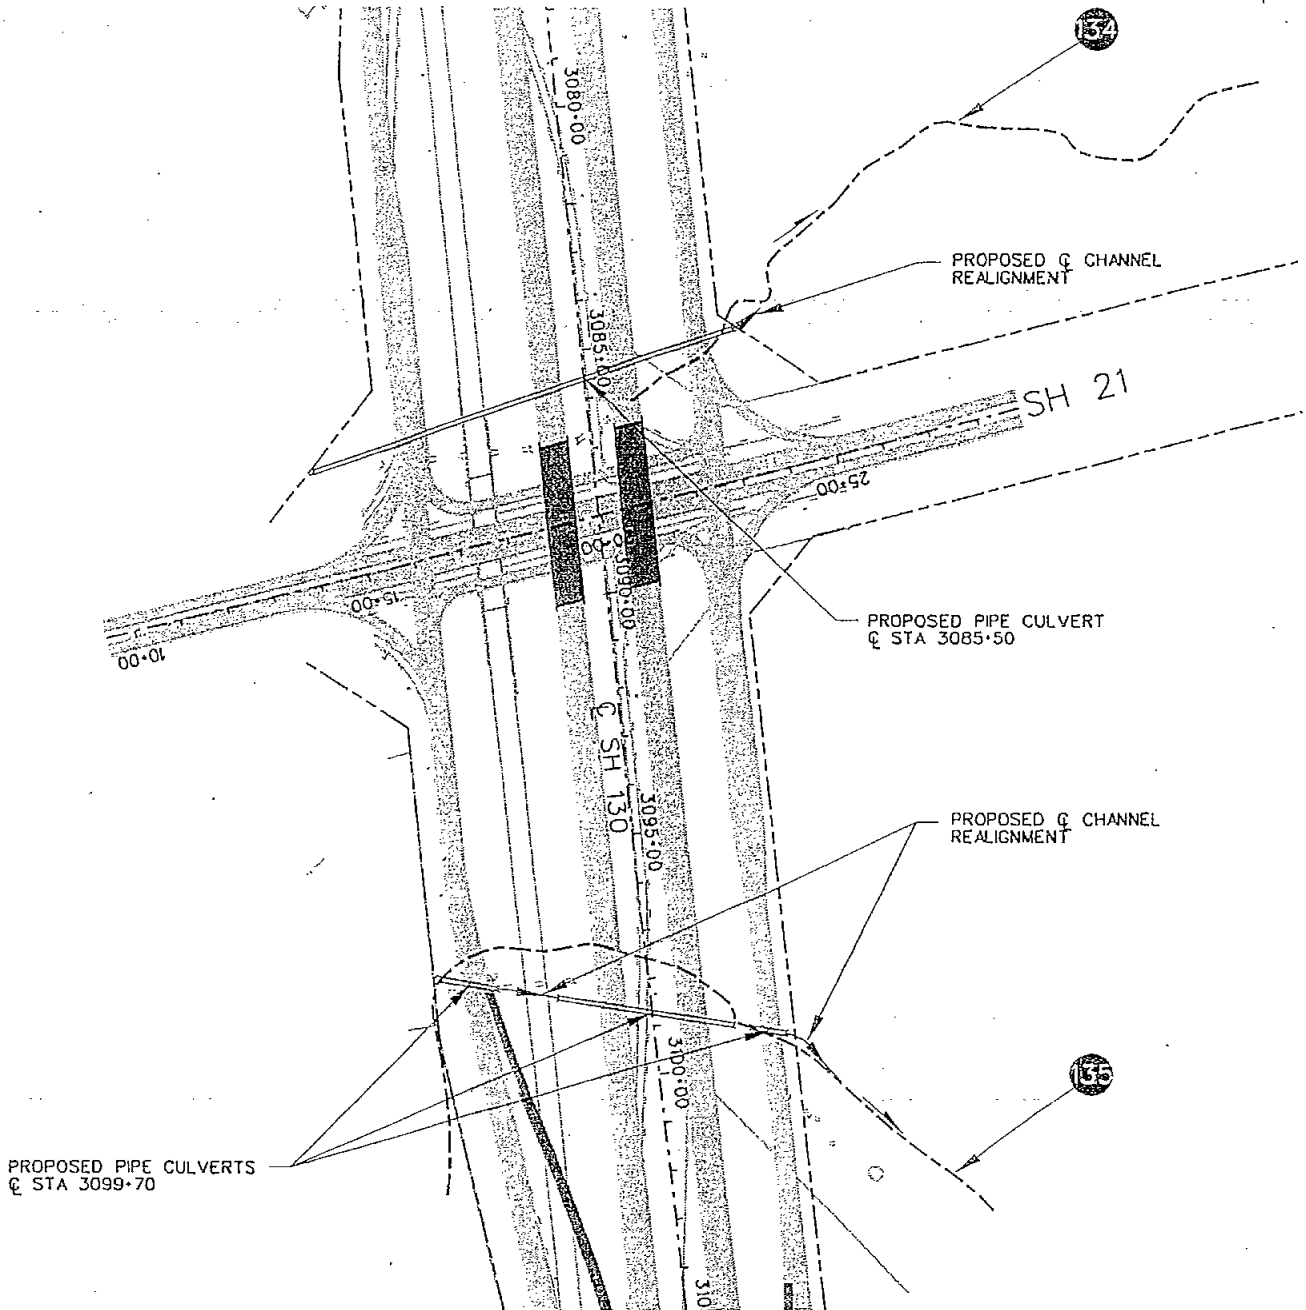 134
3080+00
PROPOSED ℄ CHANNEL
REALIGNMENT
3085+00
SH 21
25+00
3090+00
15+00
10+00
PROPOSED PIPE CULVERT
℄ STA 3085+50
℄ SH 130
3095+00
PROPOSED ℄ CHANNEL
REALIGNMENT
3100+00
135
PROPOSED PIPE CULVERTS
℄ STA 3099+70
310